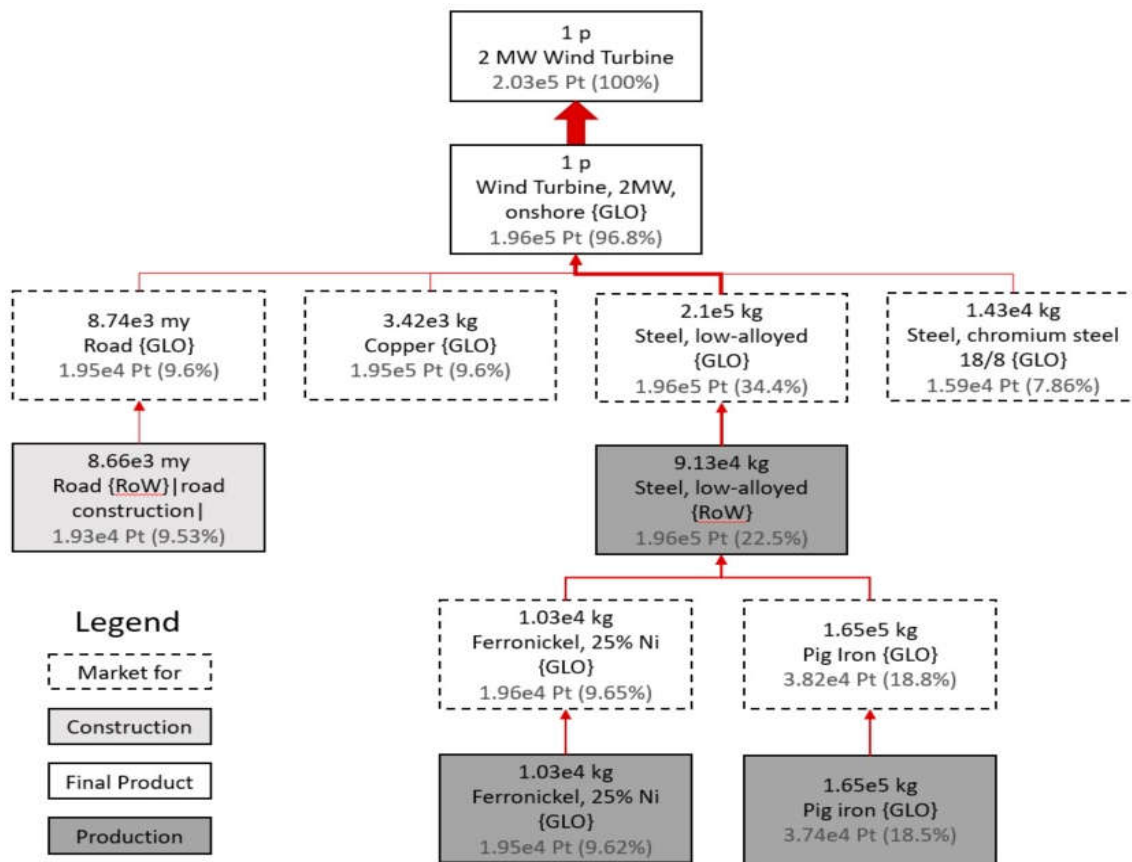 1 p
2 MW Wind Turbine
2.03e5 Pt (100%)
1 p
Wind Turbine, 2MW,
onshore {GLO}
1.96e5 Pt (96.8%)
8.74e3 my
Road {GLO}
1.95e4 Pt (9.6%)
3.42e3 kg
Copper {GLO}
1.95e5 Pt (9.6%)
2.1e5 kg
Steel, low-alloyed
{GLO}
1.96e5 Pt (34.4%)
1.43e4 kg
Steel, chromium steel
18/8 {GLO}
1.59e4 Pt (7.86%)
8.66e3 my
Road {RoW}|road
construction|
1.93e4 Pt (9.53%)
9.13e4 kg
Steel, low-alloyed
{RoW}
1.96e5 Pt (22.5%)
1.03e4 kg
Ferronickel, 25% Ni
{GLO}
1.96e4 Pt (9.65%)
1.65e5 kg
Pig Iron {GLO}
3.82e4 Pt (18.8%)
1.03e4 kg
Ferronickel, 25% Ni
{GLO}
1.95e4 Pt (9.62%)
1.65e5 kg
Pig iron {GLO}
3.74e4 Pt (18.5%)
Legend
Market for
Construction
Final Product
Production